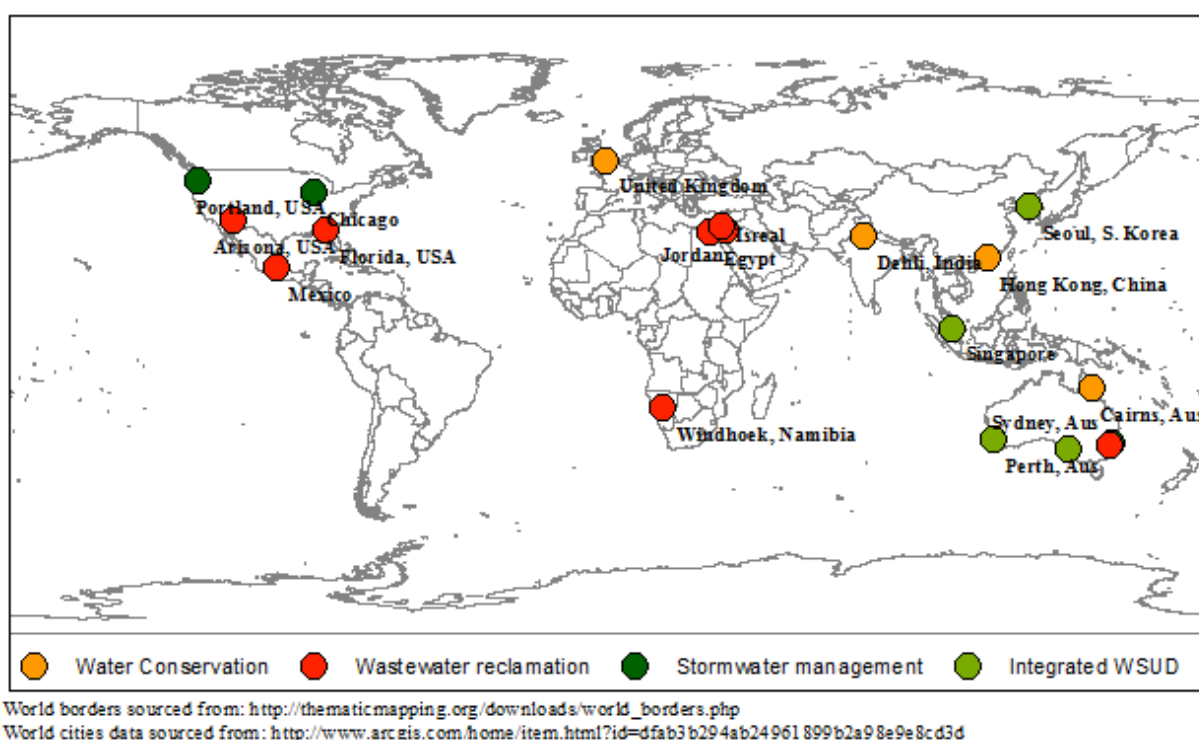 United Kingdom
Portland, USA
Chicago
Arizona, USA
Florida, USA
Mexico
Isreal
Jordan
Egypt
Dehli, India
Seoul, S. Korea
Hong Kong, China
Singapore
Windhoek, Namibia
Sydney, Aus
Cairns, Aus
Perth, Aus
Water Conservation
Wastewater reclamation
Stormwater management
Integrated WSUD
World borders sourced from: http://thematicmapping.org/downloads/world_borders.php
World cities data sourced from: http://www.arcgis.com/home/item.html?id=dfab3b294ab24961899b2a98e9e8cd3d